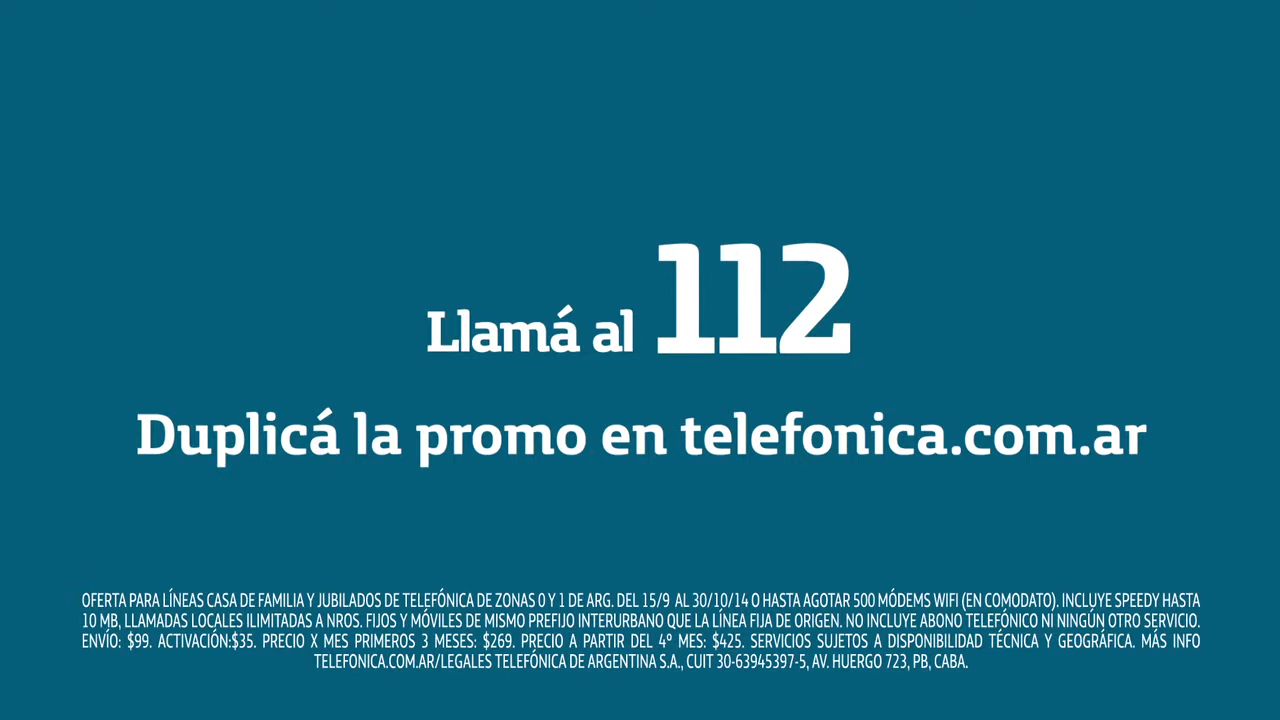 Llamá al 112
Duplicá la promo en telefonica.com.ar
OFERTA PARA LÍNEAS CASA DE FAMILIA Y JUBILADOS DE TELEFÓNICA DE ZONAS 0 Y 1 DE ARG. DEL 15/9 AL 30/10/14 O HASTA AGOTAR 500 MÓDEMS WIFI (EN COMODATO). INCLUYE SPEEDY HASTA
10 MB, LLAMADAS LOCALES ILIMITADAS A NROS. FIJOS Y MÓVILES DE MISMO PREFIJO INTERURBANO QUE LA LÍNEA FIJA DE ORIGEN. NO INCLUYE ABONO TELEFÓNICO NI NINGÚN OTRO SERVICIO.
ENVÍO: $99. ACTIVACIÓN:$35. PRECIO X MES PRIMEROS 3 MESES: $269. PRECIO A PARTIR DEL 4º MES: $425. SERVICIOS SUJETOS A DISPONIBILIDAD TÉCNICA Y GEOGRÁFICA. MÁS INFO
TELEFONICA.COM.AR/LEGALES TELEFÓNICA DE ARGENTINA S.A., CUIT 30-63945397-5, AV. HUERGO 723, PB, CABA.